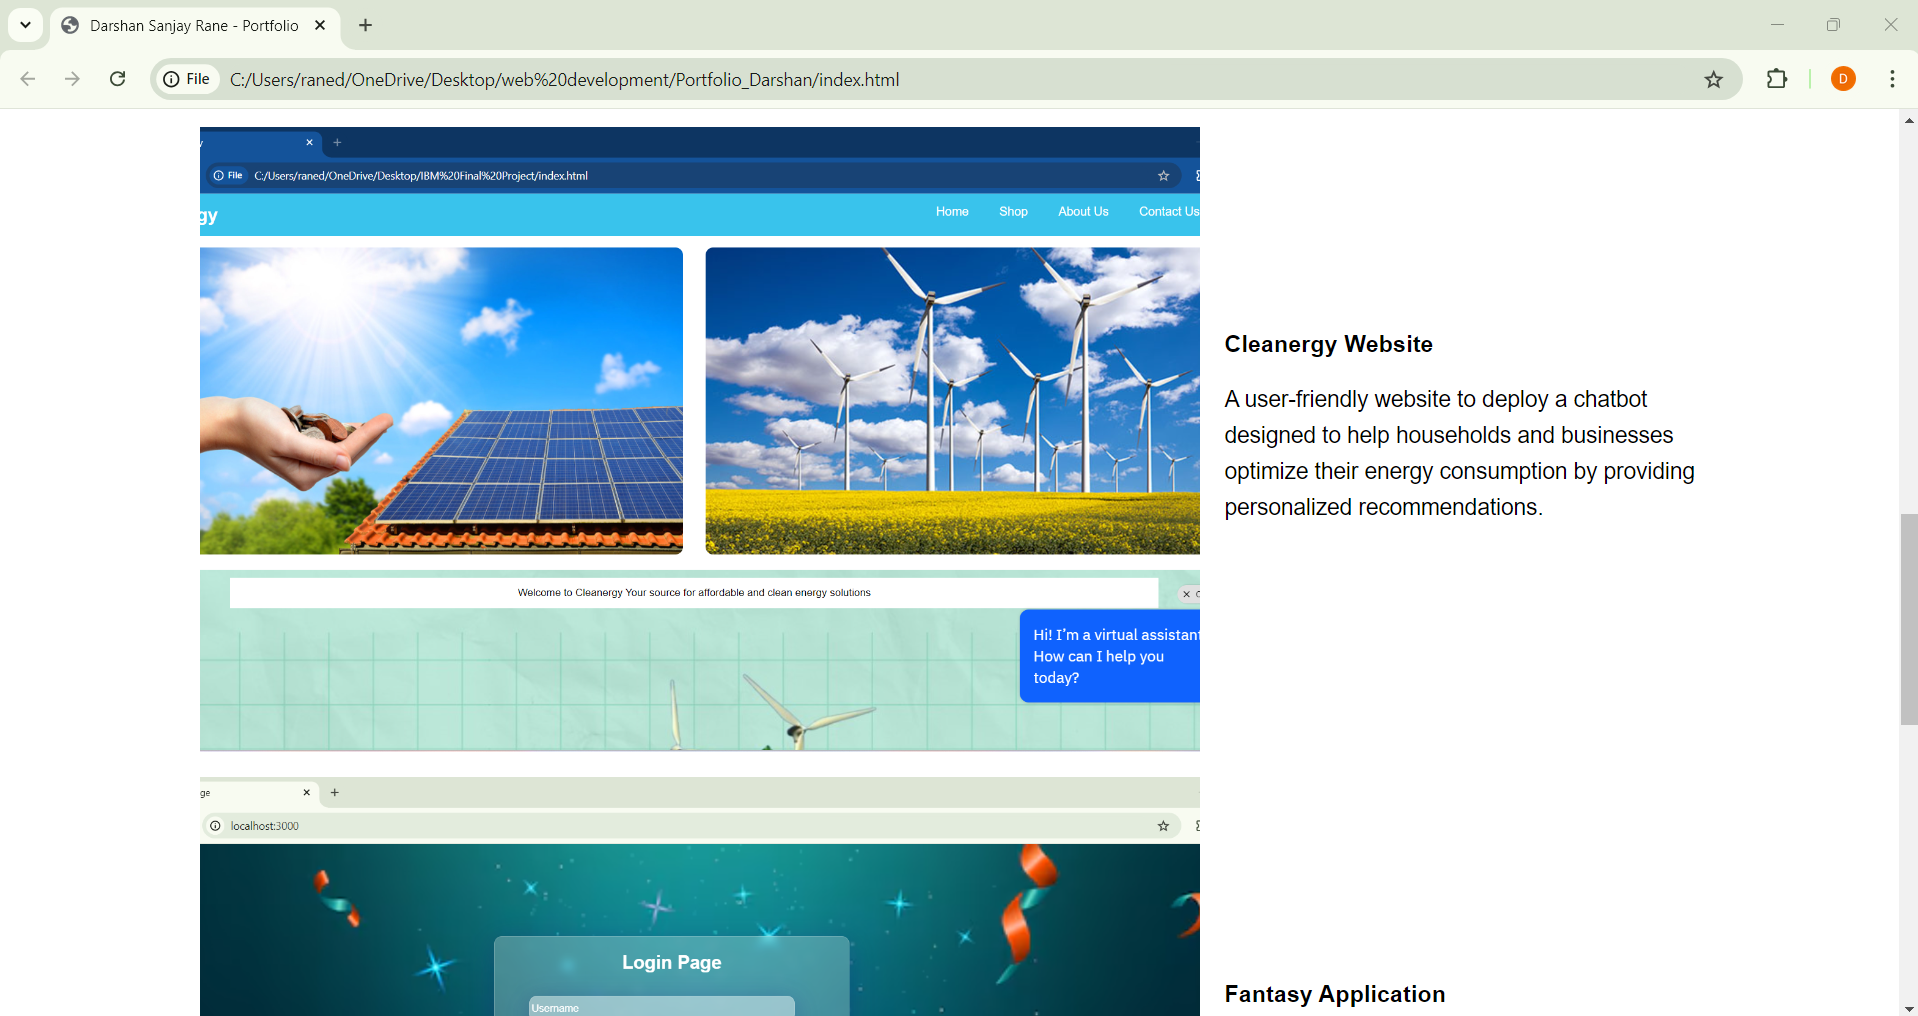 Darshan Sanjay Rane - Portfolio
File
C:/Users/raned/OneDrive/Desktop/web%20development/Portfolio_Darshan/index.html
D
y
File
C:/Users/raned/OneDrive/Desktop/IBM%20Final%20Project/index.html
gy
Home
Shop
About Us
Contact Us
Cleanergy Website
A user-friendly website to deploy a chatbot
designed to help households and businesses
optimize their energy consumption by providing
personalized recommendations.
Welcome to Cleanergy Your source for affordable and clean energy solutions
Hi! I'm a virtual assistant
How can I help you
today?
ge
localhost:3000
Login Page
Username
Fantasy Application